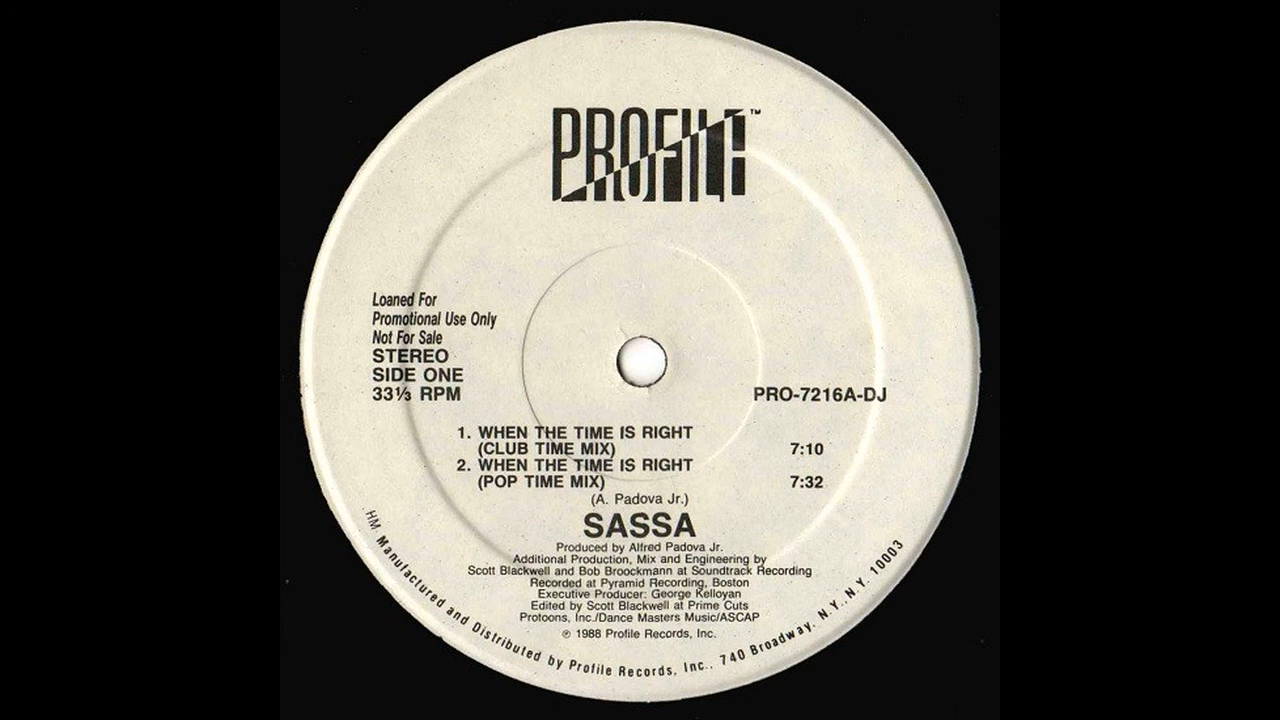 PROFILE™
Loaned For
Promotional Use Only
Not For Sale
STEREO
SIDE ONE
33⅓ RPM
PRO-7216A-DJ
1. WHEN THE TIME IS RIGHT
(CLUB TIME MIX) 7:10
2. WHEN THE TIME IS RIGHT
(POP TIME MIX) 7:32
(A. Padova Jr.)
SASSA
Produced by Alfred Padova Jr.
Additional Production, Mix and Engineering by
Scott Blackwell and Bob Broockmann at Soundtrack Recording
Recorded at Pyramid Recording, Boston
Executive Producer: George Kelloyan
Edited by Scott Blackwell at Prime Cuts
Protoons, Inc./Dance Masters Music/ASCAP
℗ 1988 Profile Records, Inc.
HM Manufactured and Distributed by Profile Records, Inc., 740 Broadway, N.Y., N.Y. 10003